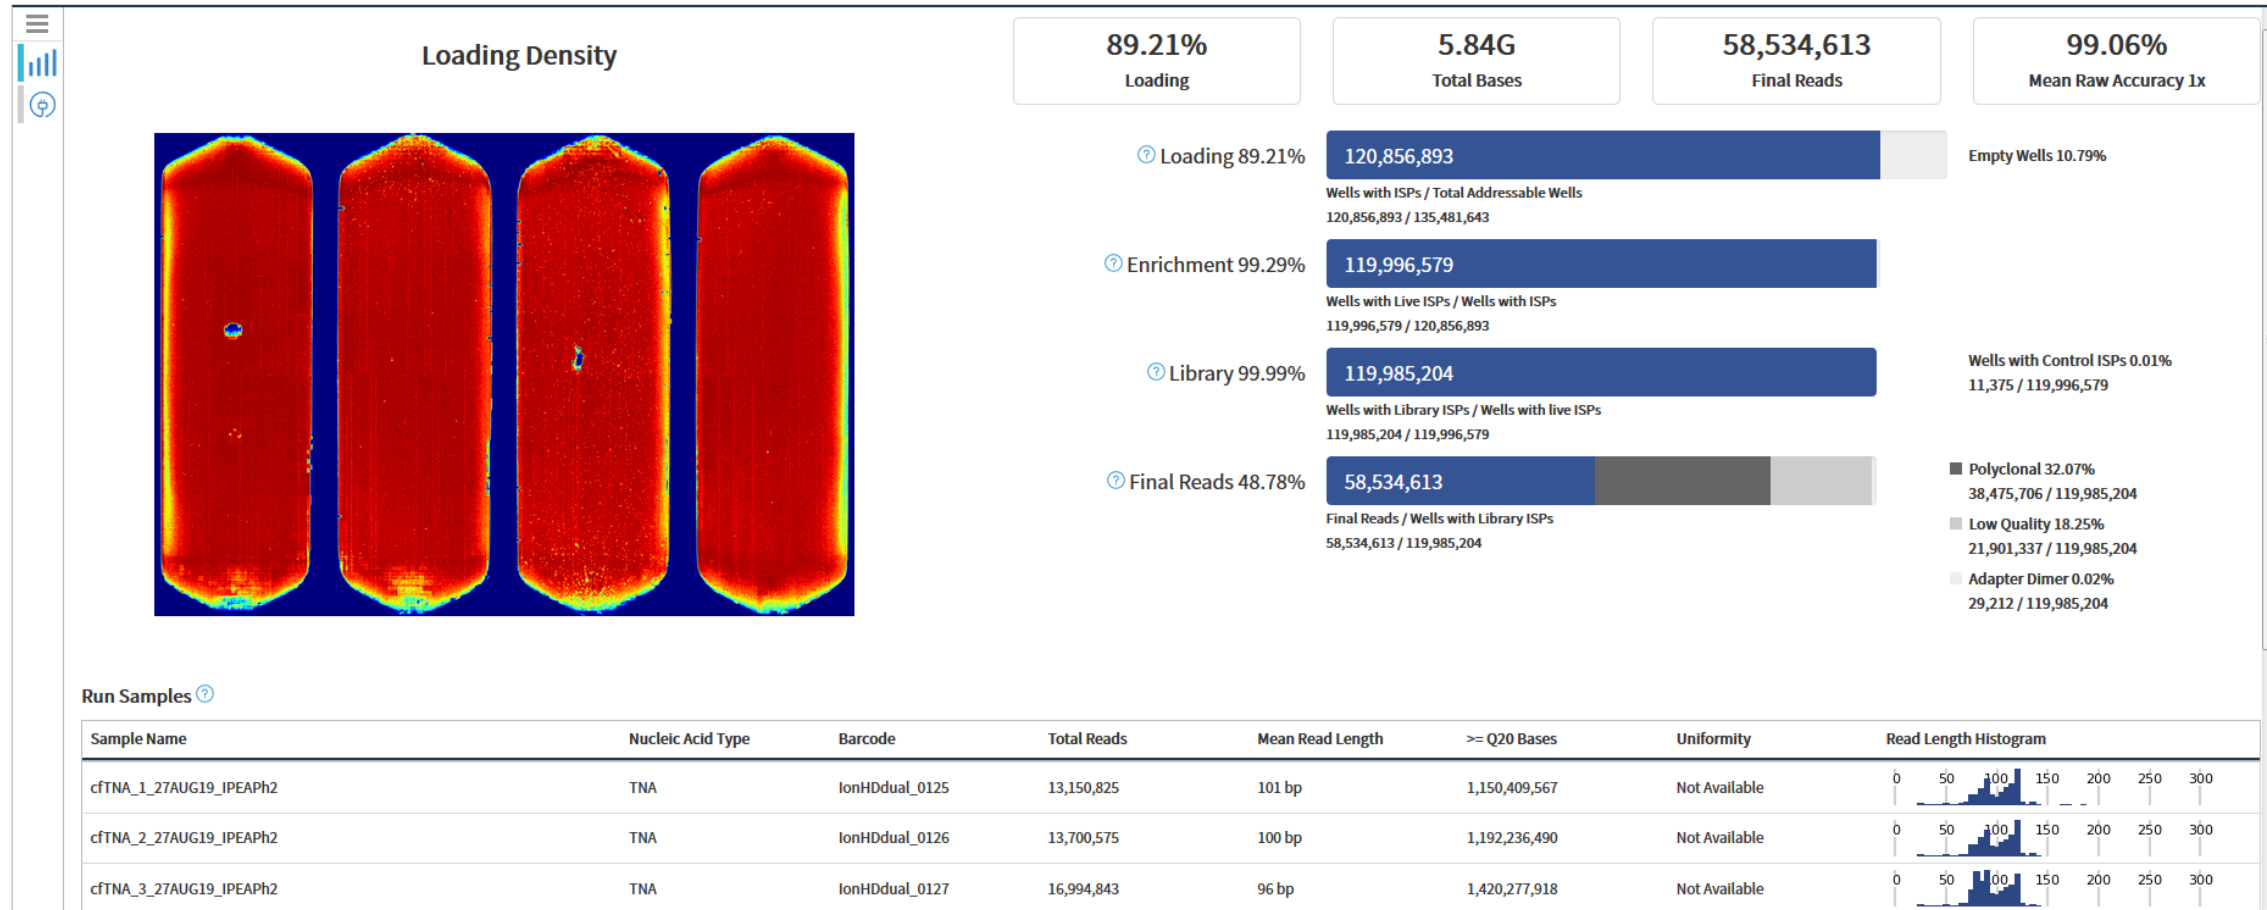 Loading Density
89.21%
Loading
5.84G
Total Bases
58,534,613
Final Reads
99.06%
Mean Raw Accuracy 1x
? Loading 89.21%
120,856,893
Empty Wells 10.79%
Wells with ISPs / Total Addressable Wells
120,856,893 / 135,481,643
? Enrichment 99.29%
119,996,579
Wells with Live ISPs / Wells with ISPs
119,996,579 / 120,856,893
? Library 99.99%
119,985,204
Wells with Control ISPs 0.01%
11,375 / 119,996,579
Wells with Library ISPs / Wells with live ISPs
119,985,204 / 119,996,579
? Final Reads 48.78%
58,534,613
Final Reads / Wells with Library ISPs
58,534,613 / 119,985,204
Polyclonal 32.07%
38,475,706 / 119,985,204
Low Quality 18.25%
21,901,337 / 119,985,204
Adapter Dimer 0.02%
29,212 / 119,985,204
Run Samples ?
Sample Name Nucleic Acid Type Barcode Total Reads Mean Read Length >= Q20 Bases Uniformity Read Length Histogram
cfTNA_1_27AUG19_IPEAPh2 TNA IonHDdual_0125 13,150,825 101 bp 1,150,409,567 Not Available 0 50 100 150 200 250 300
cfTNA_2_27AUG19_IPEAPh2 TNA IonHDdual_0126 13,700,575 100 bp 1,192,236,490 Not Available 0 50 100 150 200 250 300
cfTNA_3_27AUG19_IPEAPh2 TNA IonHDdual_0127 16,994,843 96 bp 1,420,277,918 Not Available 0 50 100 150 200 250 300